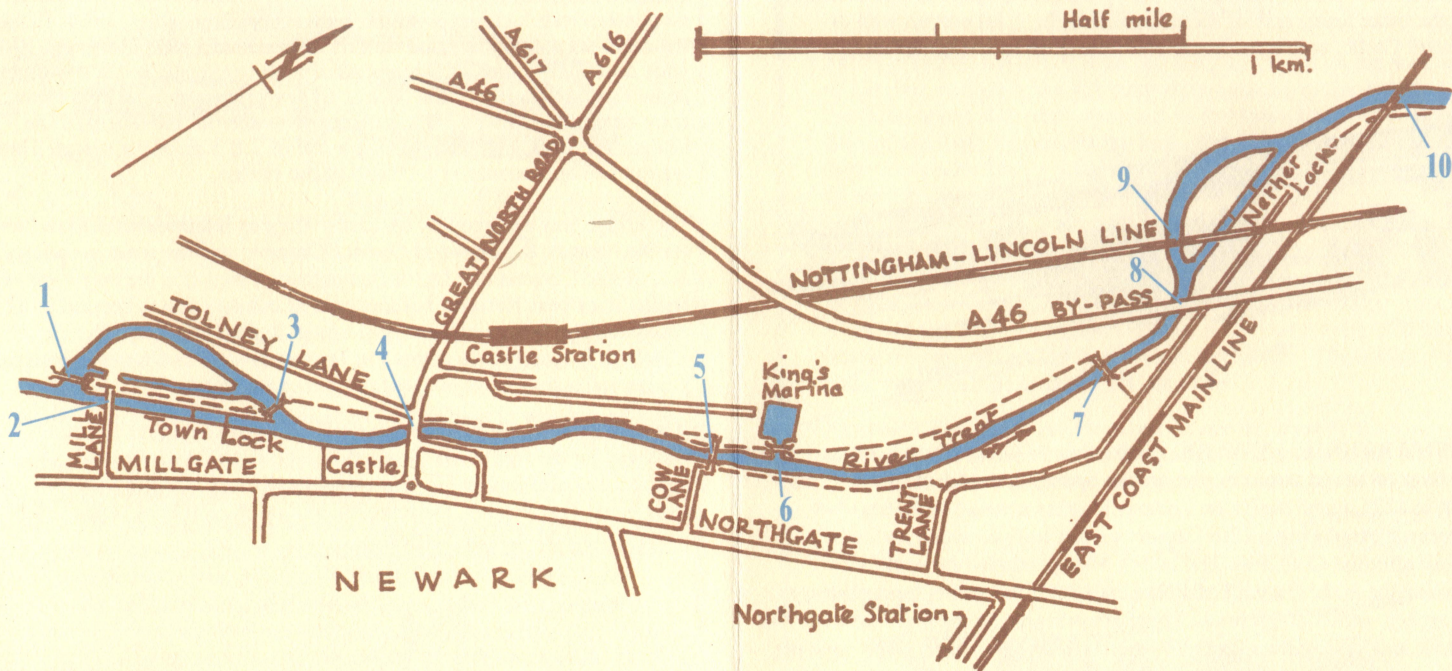 Half mile
1 km.
N
A617
A616
A46
GREAT NORTH ROAD
10
Nether Lock
9
NOTTINGHAM-LINCOLN LINE
8
A46 BY-PASS
1
TOLNEY LANE
3
4
Castle Station
5
King's Marina
7
2
MILL LANE
Town Lock
MILLGATE
Castle
River Trent
6
COW LANE
NORTHGATE
TRENT LANE
EAST COAST MAIN LINE
NEWARK
Northgate Station